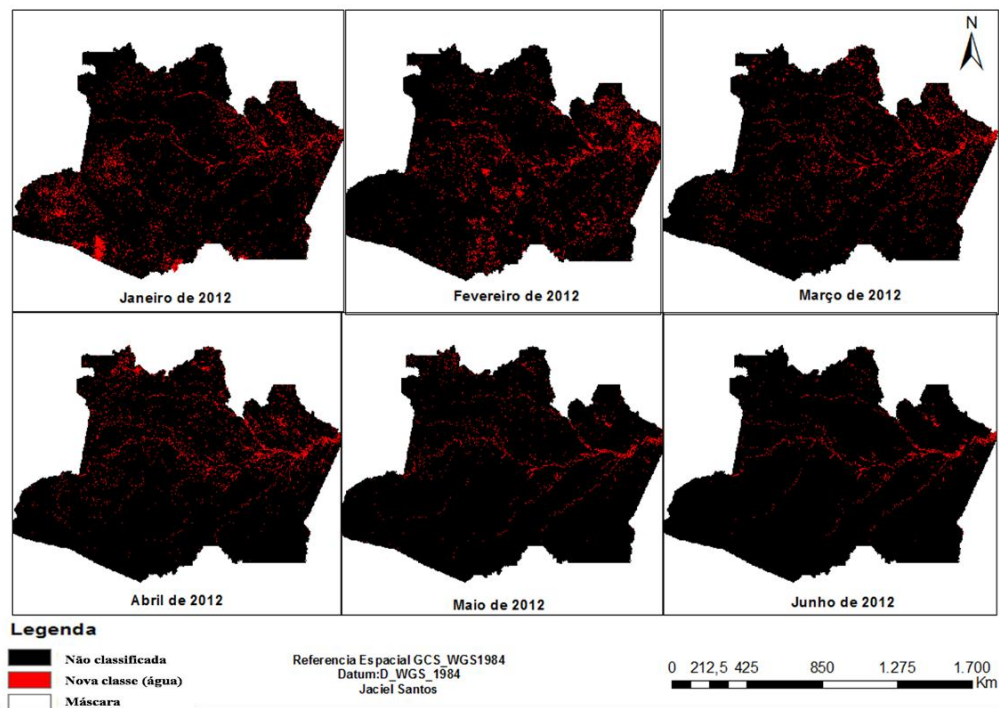 N
Janeiro de 2012
Fevereiro de 2012
Março de 2012
Abril de 2012
Maio de 2012
Junho de 2012
Legenda
Não classificada
Nova classe (água)
Máscara
Referencia Espacial GCS_WGS1984
Datum:D_WGS_1984
Jaciel Santos
0 212,5 425 850 1.275 1.700
Km